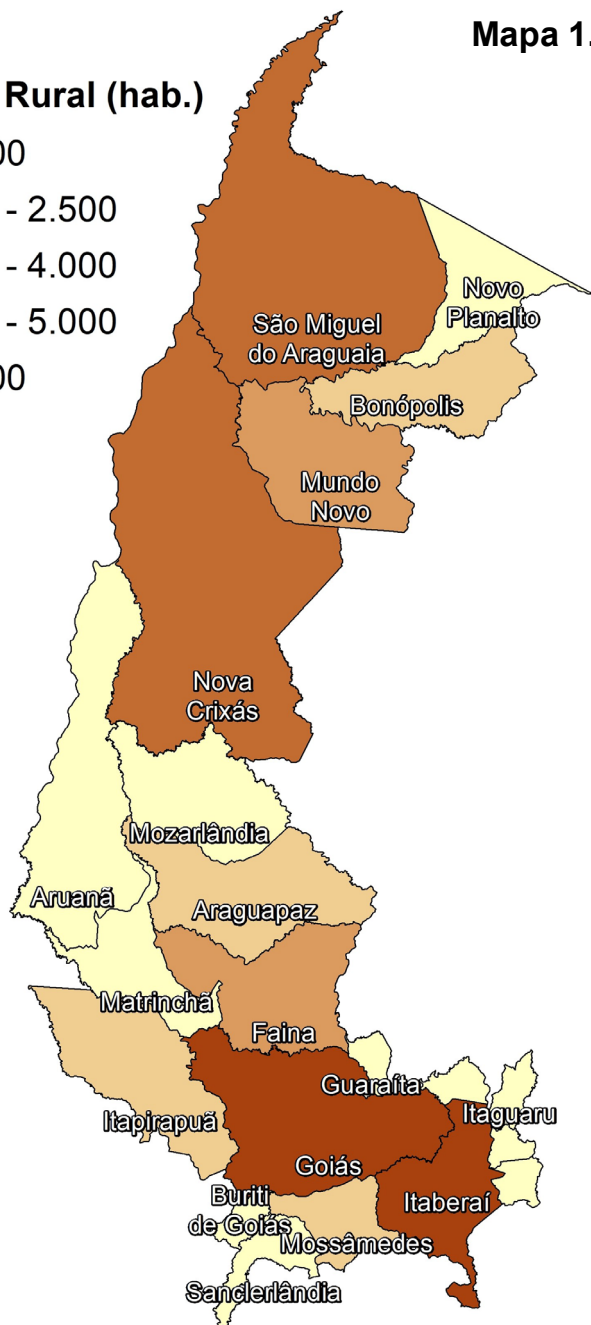 Mapa 1.
Rural (hab.)
00
- 2.500
- 4.000
- 5.000
00
Novo
Planalto
São Miguel
do Araguaia
Bonópolis
Mundo
Novo
Nova
Crixás
Mozarlândia
Aruanã
Araguapaz
Matrinchã
Faina
Guaraíta
Itapirapuã
Itaguaru
Goiás
Itaberaí
Buriti
de Goiás
Mossâmedes
Sanclerlândia